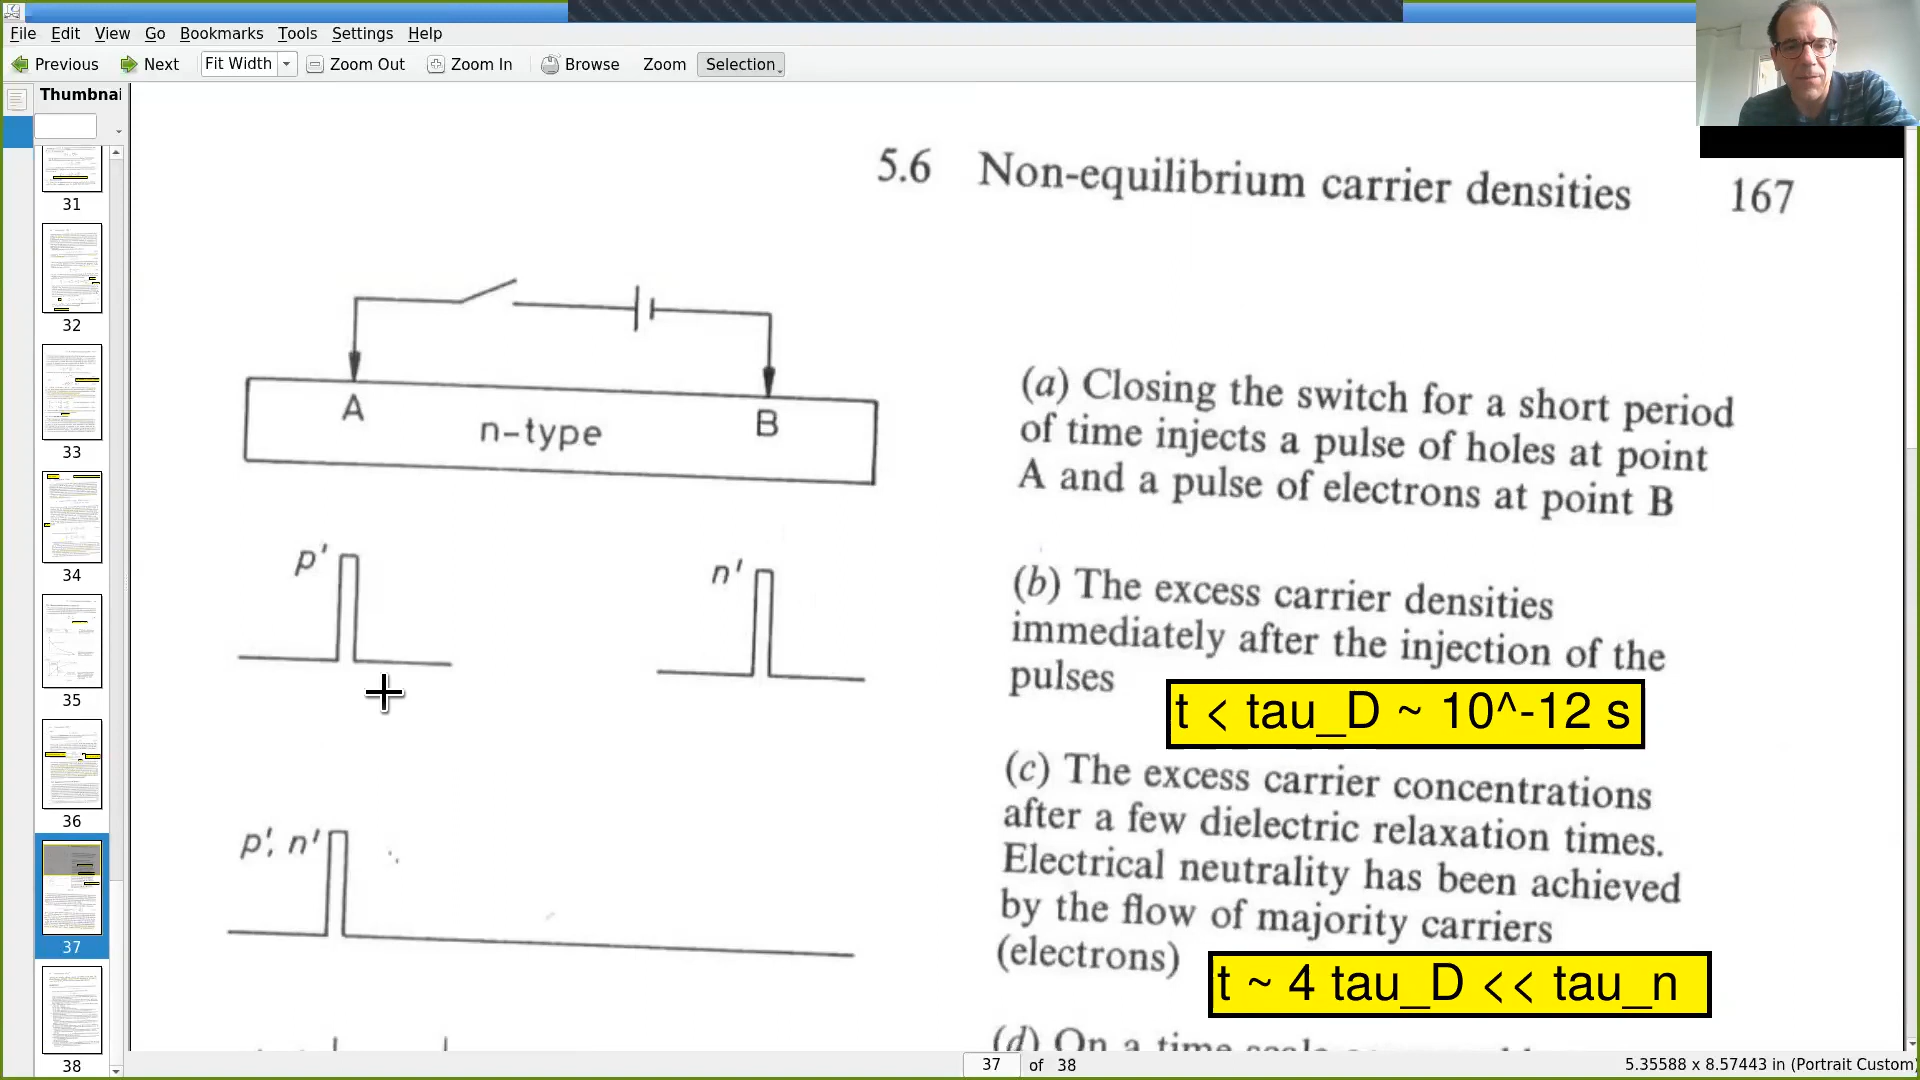 File Edit View Go Bookmarks Tools Settings Help
Previous Next Fit Width Zoom Out Zoom In Browse Zoom Selection
Thumbnai
31
32
33
34
35
36
37
38
5.6 Non-equilibrium carrier densities 167
A
n-type
B
(a) Closing the switch for a short period
of time injects a pulse of holes at point
A and a pulse of electrons at point B
p'
n'
(b) The excess carrier densities
immediately after the injection of the
pulses
t < tau_D ~ 10^-12 s
p', n'
(c) The excess carrier concentrations
after a few dielectric relaxation times.
Electrical neutrality has been achieved
by the flow of majority carriers
(electrons)
t ~ 4 tau_D << tau_n
(d) On a time scale
37 of 38
5.35588 x 8.57443 in (Portrait Custom)